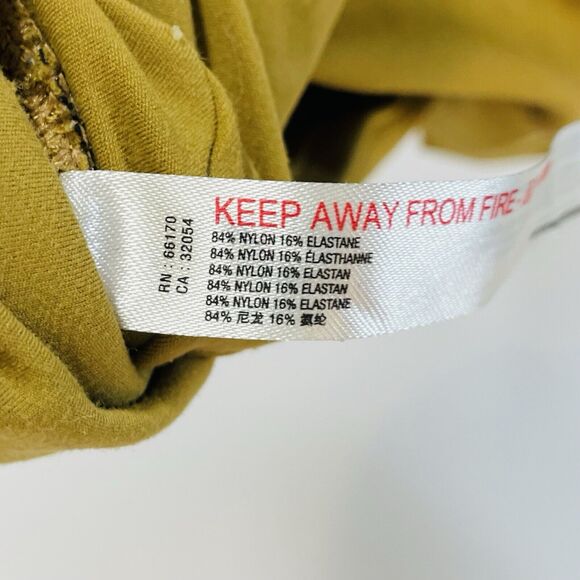 KEEP AWAY FROM FIRE -
84% NYLON 16% ELASTANE
84% NYLON 16% ÉLASTHANNE
84% NYLON 16% ELASTAN
84% NYLON 16% ELASTAN
84% NYLON 16% ELASTANE
84% 尼龙 16% 氨纶
RN : 66170
CA : 32054